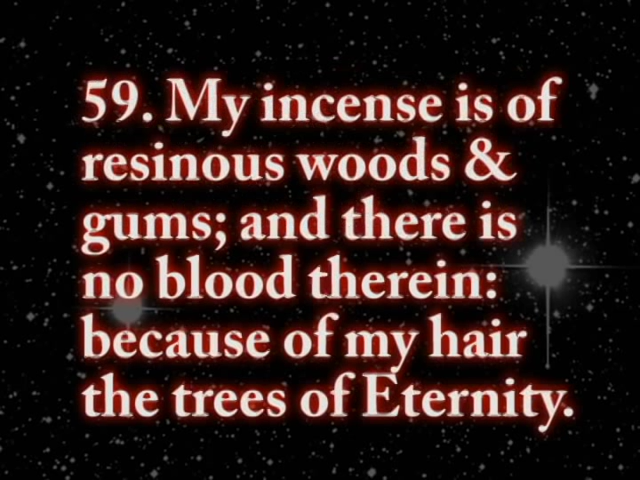 59. My incense is of
resinous woods &
gums; and there is
no blood therein:
because of my hair
the trees of Eternity.